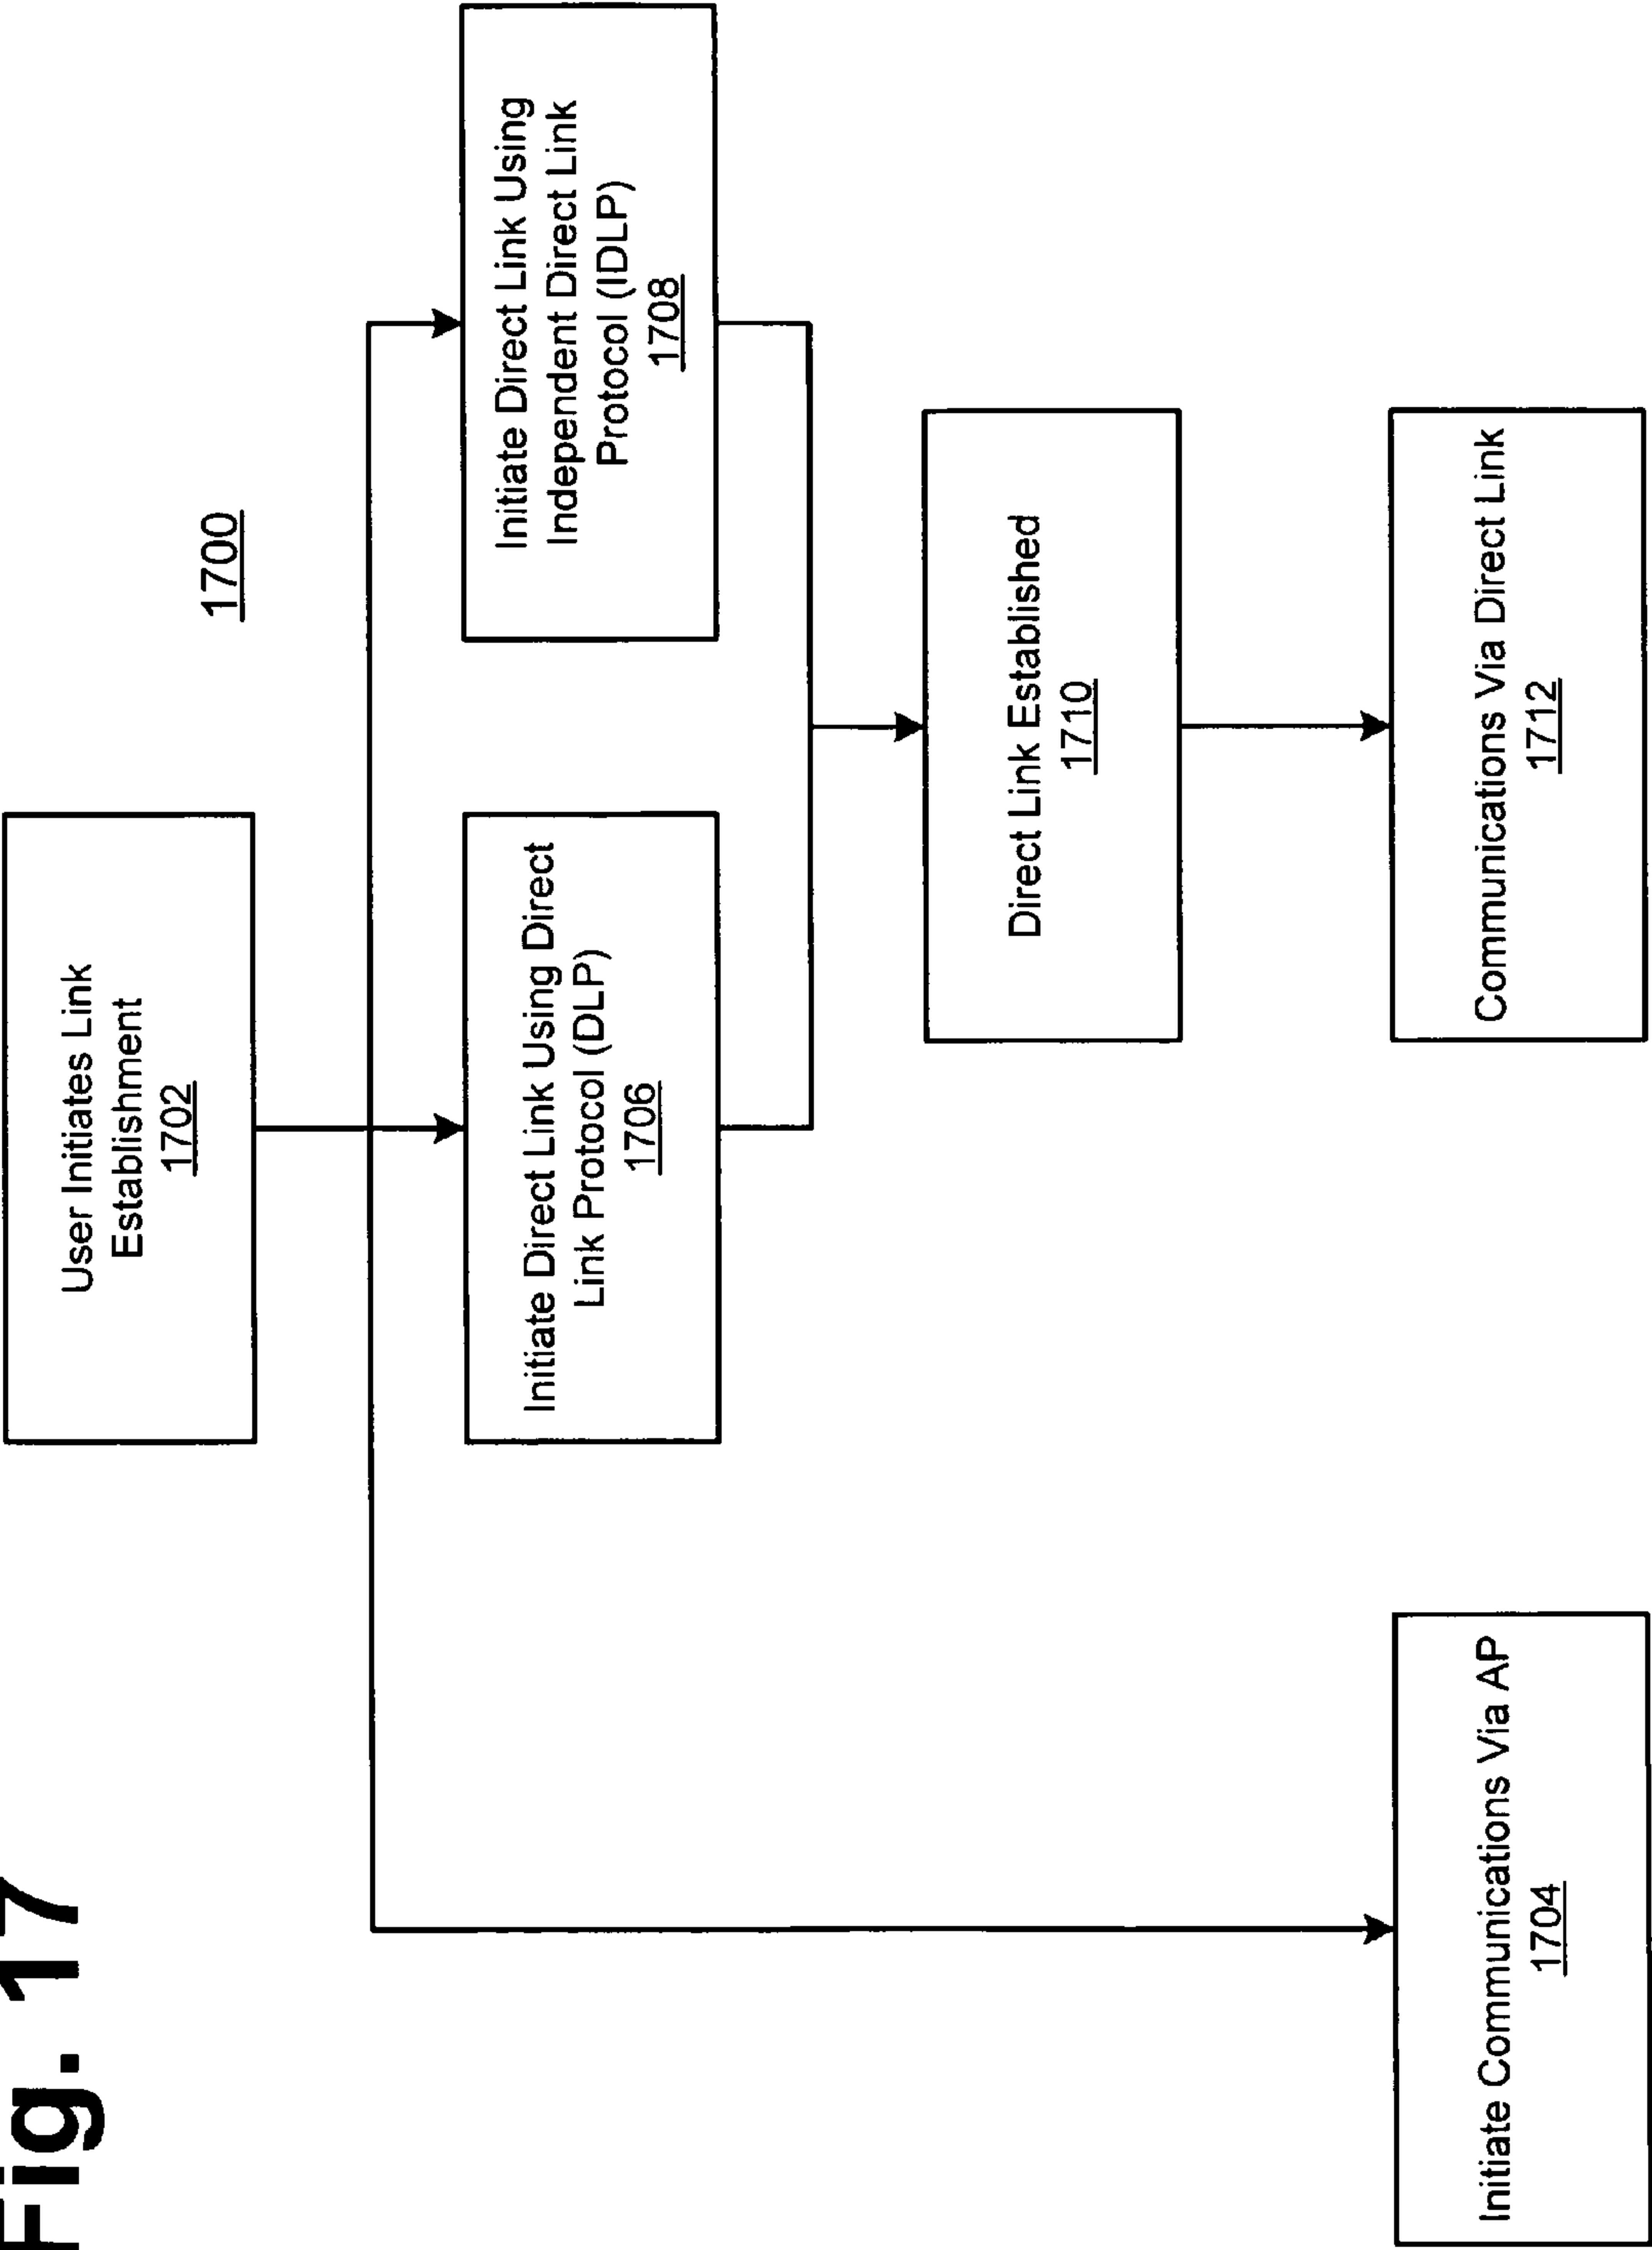 Fig. 17
1700
User Initiates Link
Establishment
1702
Initiate Direct Link Using Direct
Link Protocol (DLP)
1706
Initiate Direct Link Using
Independent Direct Link
Protocol (IDLP)
1708
Direct Link Established
1710
Initiate Communications Via AP
1704
Communications Via Direct Link
1712